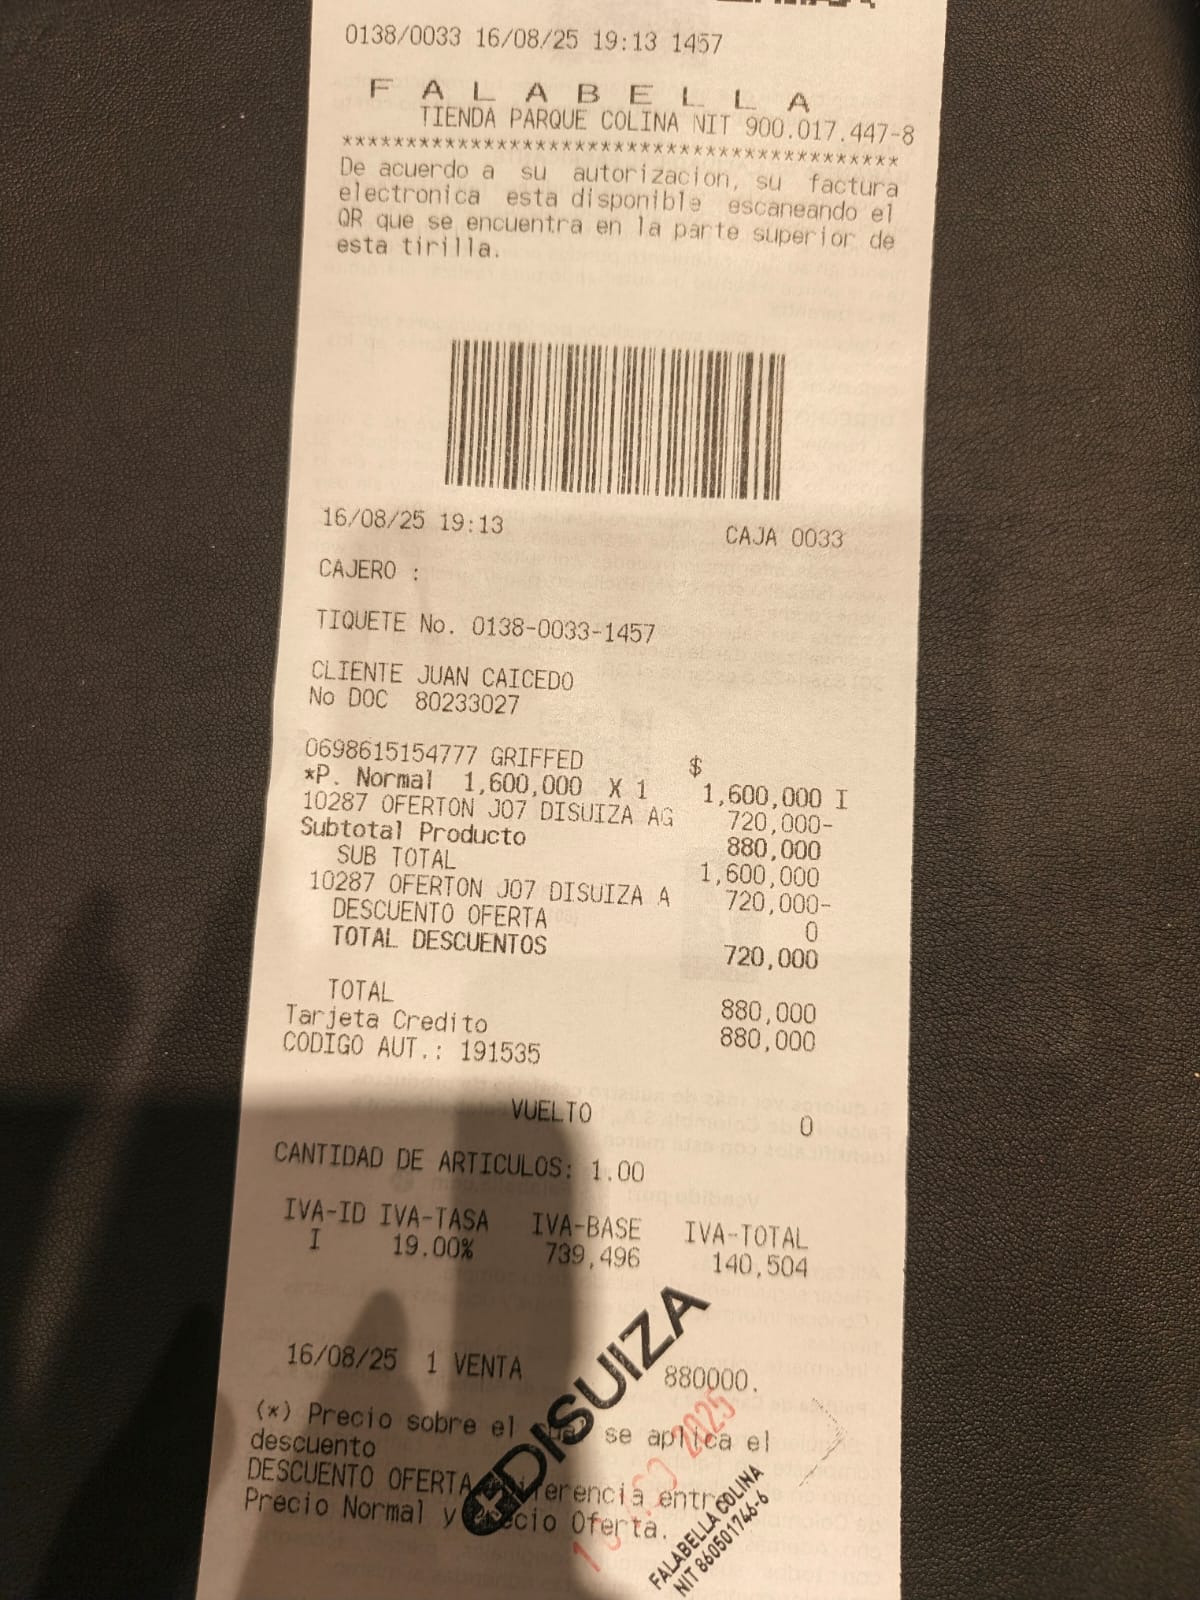 0138/0033 16/08/25 19:13 1457
F A L A B E L L A
TIENDA PARQUE COLINA NIT 900.017.447-8
*******************************************
De acuerdo a su autorizacion, su factura
electronica esta disponible escaneando el
QR que se encuentra en la parte superior de
esta tirilla.
16/08/25 19:13 CAJA 0033
CAJERO :
TIQUETE No. 0138-0033-1457
CLIENTE JUAN CAICEDO
No DOC 80233027
0698615154777 GRIFFED $
*P. Normal 1,600,000 X 1 1,600,000 I
10287 OFERTON J07 DISUIZA AG 720,000-
Subtotal Producto 880,000
SUB TOTAL 1,600,000
10287 OFERTON J07 DISUIZA A 720,000-
DESCUENTO OFERTA 0
TOTAL DESCUENTOS 720,000
TOTAL 880,000
Tarjeta Credito 880,000
CODIGO AUT.: 191535
VUELTO 0
CANTIDAD DE ARTICULOS: 1.00
IVA-ID IVA-TASA IVA-BASE IVA-TOTAL
I 19.00% 739,496 140,504
16/08/25 1 VENTA 880000.
(*) Precio sobre el se aplica el
descuento
DESCUENTO OFERTA entre
Precio Normal y Precio Oferta.
DISUIZA
2025
FALABELLA COLINA
NIT 860501746-6